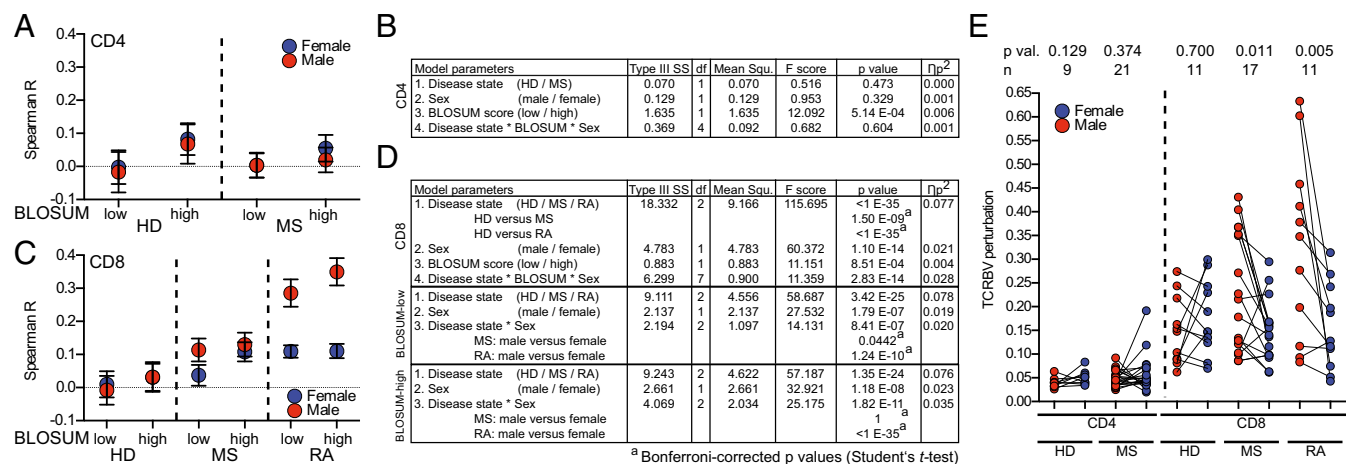 A
CD4
Female
Male
Spearman R
0.4
0.3
0.2
0.1
0.0
-0.1
BLOSUM low high low high
HD MS
B
CD4
Model parameters Type III SS df Mean Squ. F score p value Πp2
1. Disease state (HD / MS) 0.070 1 0.070 0.516 0.473 0.000
2. Sex (male / female) 0.129 1 0.129 0.953 0.329 0.001
3. BLOSUM score (low / high) 1.635 1 1.635 12.092 5.14 E-04 0.006
4. Disease state * BLOSUM * Sex 0.369 4 0.092 0.682 0.604 0.001
C
CD8
Spearman R
0.4
0.3
0.2
0.1
0.0
-0.1
Female
Male
BLOSUM low high low high low high
HD MS RA
D
CD8
Model parameters Type III SS df Mean Squ. F score p value Πp2
1. Disease state (HD / MS / RA) 18.332 2 9.166 115.695 <1 E-35 0.077
HD versus MS 1.50 E-09a
HD versus RA <1 E-35a
2. Sex (male / female) 4.783 1 4.783 60.372 1.10 E-14 0.021
3. BLOSUM score (low / high) 0.883 1 0.883 11.151 8.51 E-04 0.004
4. Disease state * BLOSUM * Sex 6.299 7 0.900 11.359 2.83 E-14 0.028
BLOSUM-low
1. Disease state (HD / MS / RA) 9.111 2 4.556 58.687 3.42 E-25 0.078
2. Sex (male / female) 2.137 1 2.137 27.532 1.79 E-07 0.019
3. Disease state * Sex 2.194 2 1.097 14.131 8.41 E-07 0.020
MS: male versus female 0.0442a
RA: male versus female 1.24 E-10a
BLOSUM-high
1. Disease state (HD / MS / RA) 9.243 2 4.622 57.187 1.35 E-24 0.076
2. Sex (male / female) 2.661 1 2.661 32.921 1.18 E-08 0.023
3. Disease state * Sex 4.069 2 2.034 25.175 1.82 E-11 0.035
MS: male versus female 1a
RA: male versus female <1 E-35a
a Bonferroni-corrected p values (Student's t-test)
E
p val. 0.129 0.374 0.700 0.011 0.005
n 9 21 11 17 11
TCRBV perturbation
0.65
0.60
0.55
0.50
0.45
0.40
0.35
0.30
0.25
0.20
0.15
0.10
0.05
0.00
Female
Male
CD4 CD8
HD MS HD MS RA